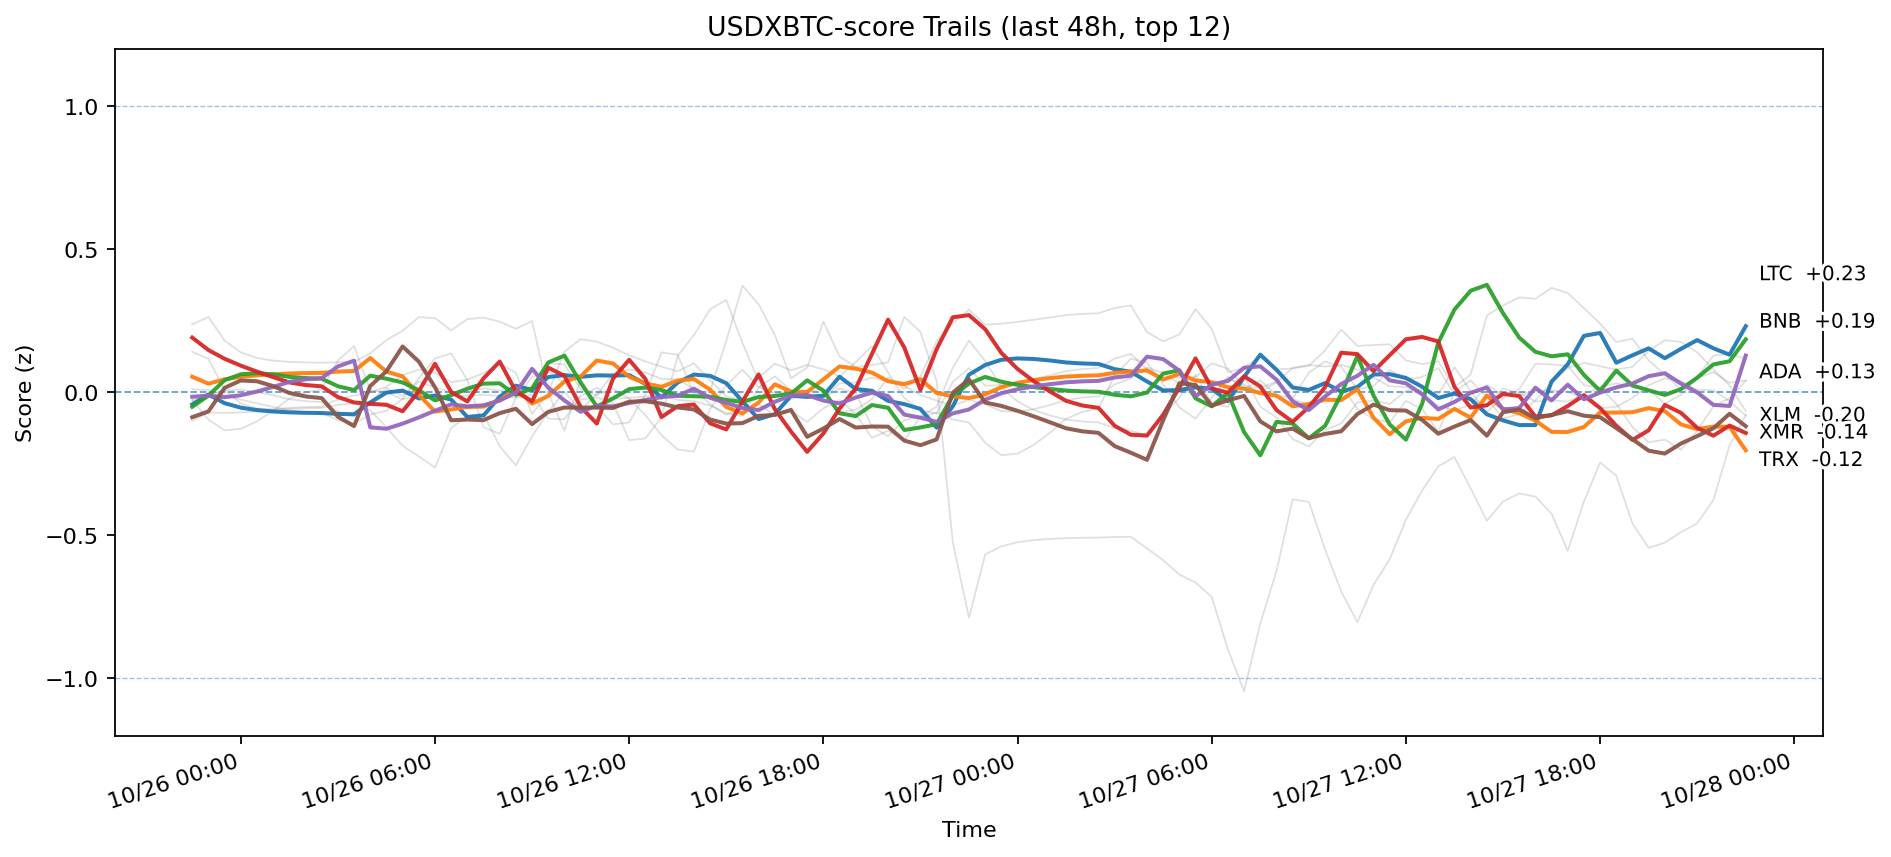 USDXBTC-score Trails (last 48h, top 12)
Score (z)
1.0
0.5
0.0
−0.5
−1.0
LTC +0.23
BNB +0.19
ADA +0.13
XLM -0.20
XMR -0.14
TRX -0.12
10/26 00:00
10/26 06:00
10/26 12:00
10/26 18:00
10/27 00:00
10/27 06:00
10/27 12:00
10/27 18:00
10/28 00:00
Time